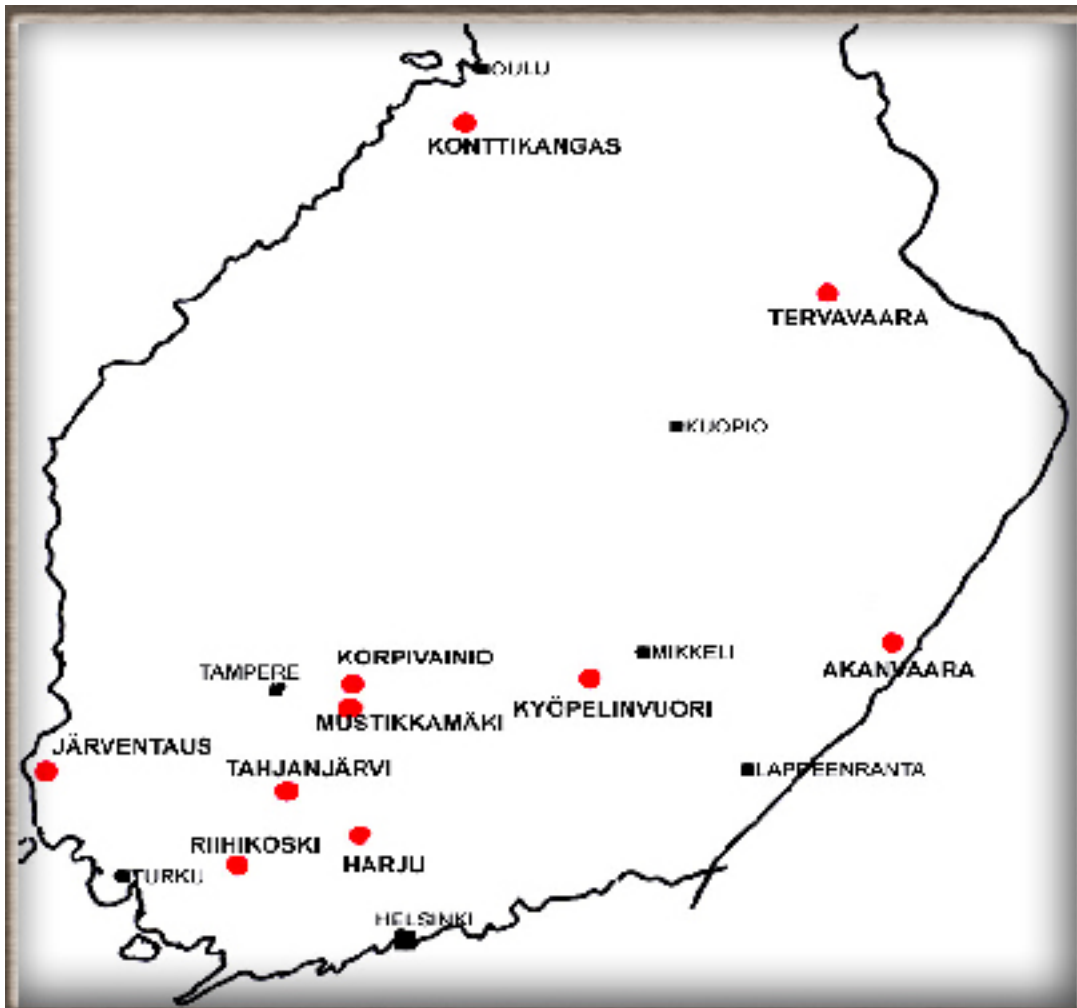 OULU
KONTTIKANGAS
TERVAVAARA
KUOPIO
MIKKELI
KORPIVAINIO
TAMPERE
AKANVAARA
KYÖPELINVUORI
MUSTIKKAMÄKI
JÄRVENTAUS
TAHJANJÄRVI
LAPPEENRANTA
RIIHIKOSKI
HARJU
TURKU
HELSINKI